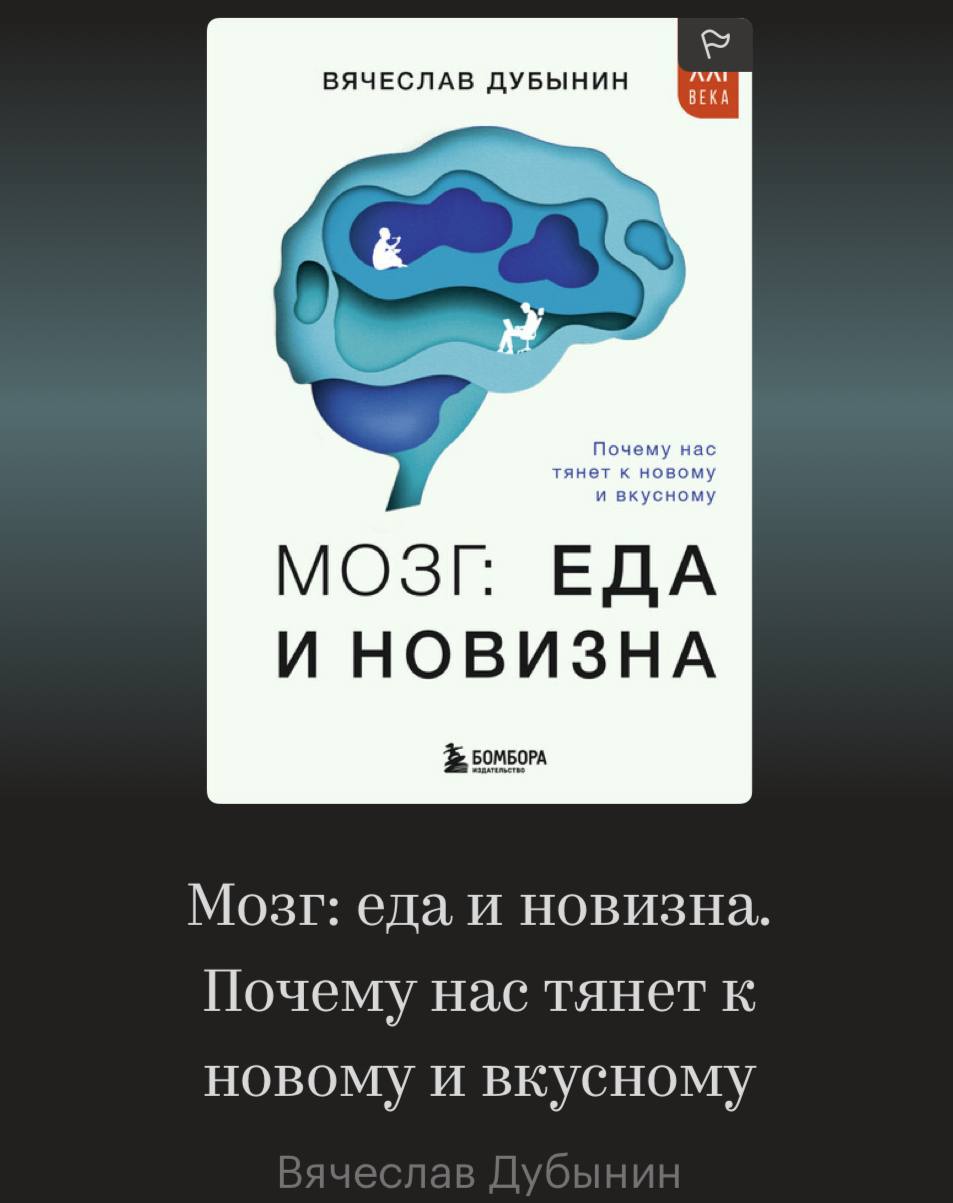 ВЯЧЕСЛАВ ДУБЫНИН
ВЕКА
Почему нас
тянет к новому
и вкусному
МОЗГ: ЕДА
И НОВИЗНА
БОМБОРА
ИЗДАТЕЛЬСТВО
Мозг: еда и новизна.
Почему нас тянет к
новому и вкусному
Вячеслав Дубынин